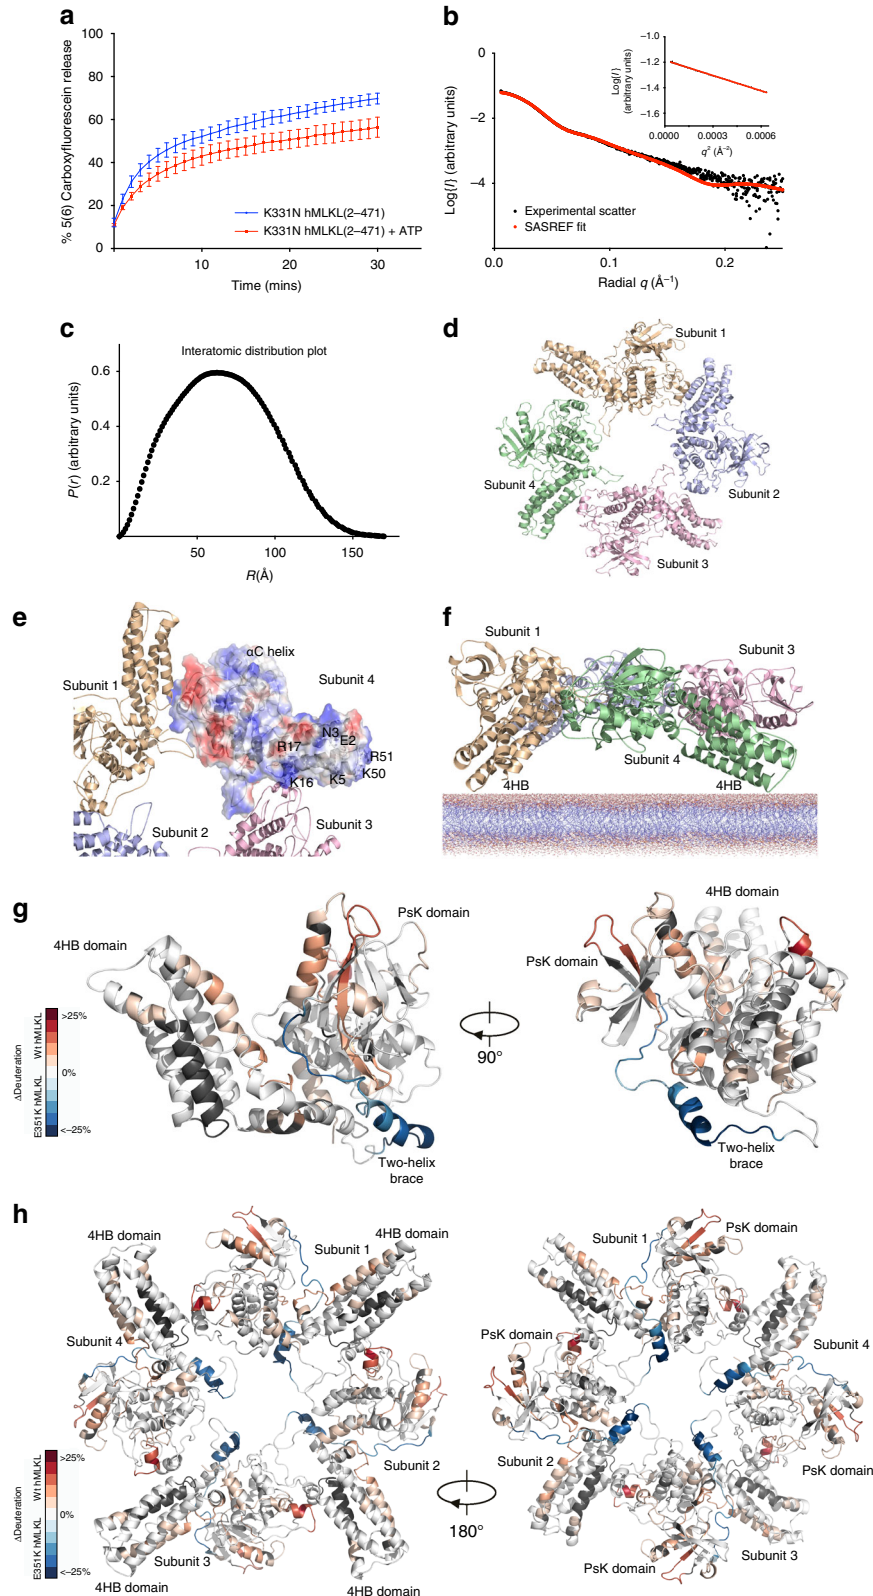 a
100
80
60
40
20
0
10
20
30
% 5(6) Carboxyfluorescein release
Time (mins)
K331N hMLKL(2–471)
K331N hMLKL(2–471) + ATP
b
0
−2
−4
0.0
0.1
0.2
Log{I} (arbitrary units)
Radial q (Å−1)
Experimental scatter
SASREF fit
−1.0
−1.2
−1.4
−1.6
0.0000
0.0003
0.0006
Log{I}
(arbitrary units)
q2 (Å−2)
c
Interatomic distribution plot
0.6
0.4
0.2
50
100
150
P(r) (arbitrary units)
R(Å)
d
Subunit 1
Subunit 2
Subunit 4
Subunit 3
e
αC helix
Subunit 1
Subunit 4
N3
R17
E2
R51
K50
K5
K16
Subunit 2
Subunit 3
f
Subunit 1
Subunit 3
Subunit 4
4HB
4HB
g
4HB domain
PsK domain
Two-helix
brace
ΔDeuteration
E351K hMLKL Wt hMLKL
>25%
0%
<−25%
90°
4HB domain
PsK domain
Two-helix
brace
h
4HB domain
4HB domain
Subunit 1
Subunit 4
Subunit 2
Subunit 3
4HB domain
4HB domain
ΔDeuteration
E351K hMLKL Wt hMLKL
>25%
0%
<−25%
180°
Subunit 1
PsK domain
PsK domain
Subunit 4
Subunit 2
PsK domain
Subunit 3
PsK domain